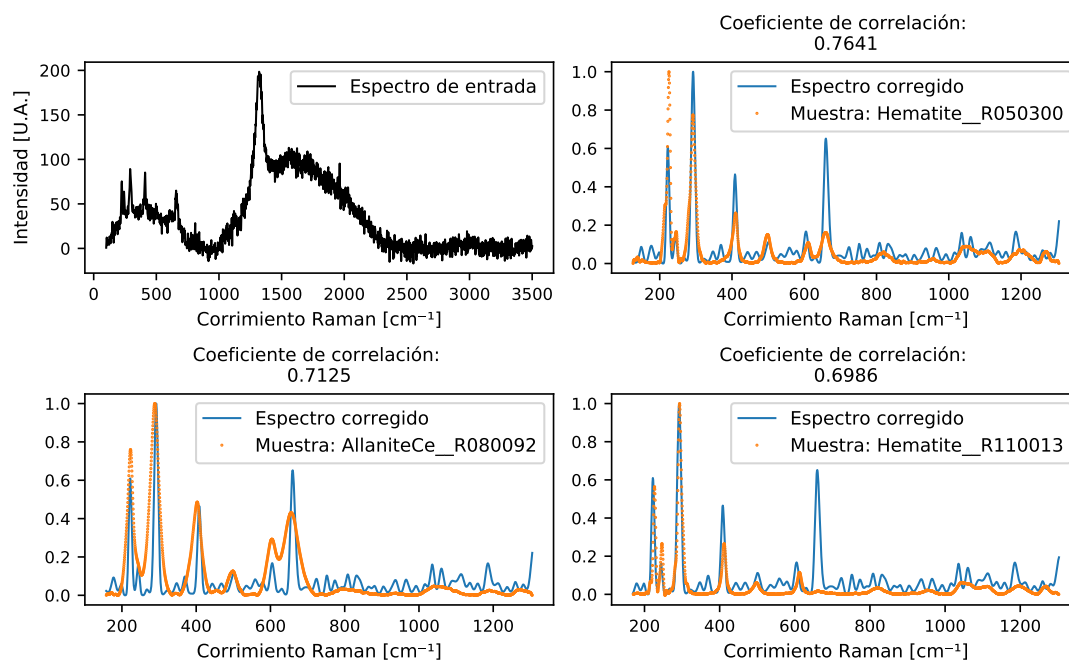 Intensidad [U.A.]
200
150
100
50
0
Espectro de entrada
0 500 1000 1500 2000 2500 3000 3500
Corrimiento Raman [cm⁻¹]
Coeficiente de correlación:
0.7641
1.0
0.8
0.6
0.4
0.2
0.0
Espectro corregido
Muestra: Hematite__R050300
200 400 600 800 1000 1200
Corrimiento Raman [cm⁻¹]
Coeficiente de correlación:
0.7125
1.0
0.8
0.6
0.4
0.2
0.0
Espectro corregido
Muestra: AllaniteCe__R080092
200 400 600 800 1000 1200
Corrimiento Raman [cm⁻¹]
Coeficiente de correlación:
0.6986
1.0
0.8
0.6
0.4
0.2
0.0
Espectro corregido
Muestra: Hematite__R110013
200 400 600 800 1000 1200
Corrimiento Raman [cm⁻¹]